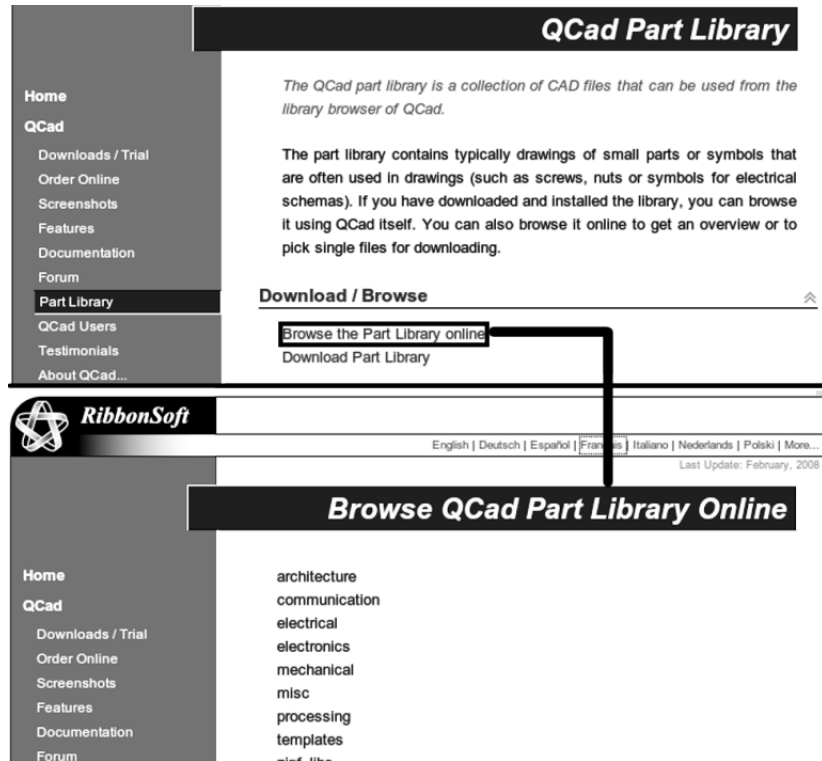 QCad Part Library
Home
QCad
Downloads / Trial
Order Online
Screenshots
Features
Documentation
Forum
Part Library
QCad Users
Testimonials
About QCad...
The QCad part library is a collection of CAD files that can be used from the
library browser of QCad.
The part library contains typically drawings of small parts or symbols that
are often used in drawings (such as screws, nuts or symbols for electrical
schemas). If you have downloaded and installed the library, you can browse
it using QCad itself. You can also browse it online to get an overview or to
pick single files for downloading.
Download / Browse
Browse the Part Library online
Download Part Library
RibbonSoft
English | Deutsch | Español | Français | Italiano | Nederlands | Polski | More...
Last Update: February, 2008
Browse QCad Part Library Online
Home
QCad
Downloads / Trial
Order Online
Screenshots
Features
Documentation
Forum
architecture
communication
electrical
electronics
mechanical
misc
processing
templates